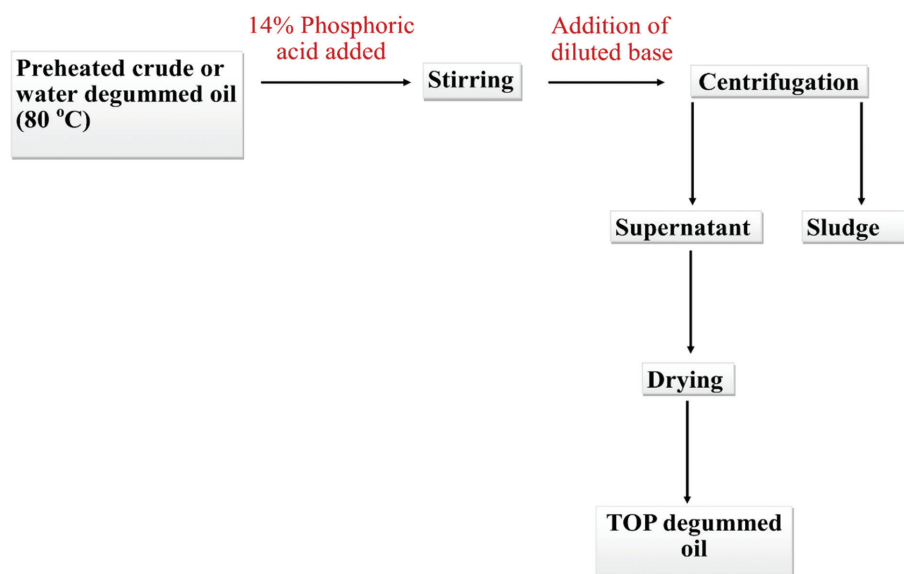 14% Phosphoric
acid added
Addition of
diluted base
Preheated crude or
water degummed oil
(80 °C)
Stirring
Centrifugation
Supernatant
Sludge
Drying
TOP degummed
oil